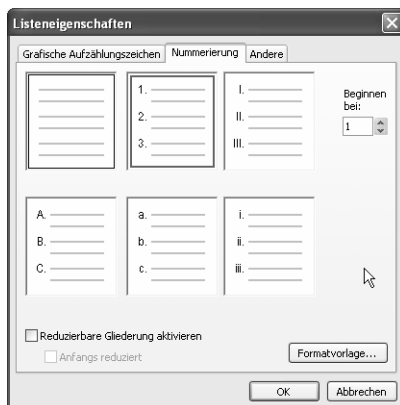 Listeneigenschaften
Grafische Aufzählungszeichen Nummerierung Andere
1. I.
2. II.
3. III.
Beginnen
bei:
1
A. a. i.
B. b. ii.
C. c. iii.
Reduzierbare Gliederung aktivieren
Anfangs reduziert
Formatvorlage...
OK Abbrechen